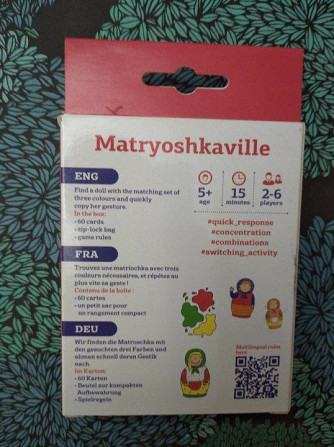 Matryoshkaville
ENG
Find a doll with the matching set of
three colours and quickly
copy her gesture.
In the box:
- 60 cards
- zip-lock bag
- game rules
5+
age
15
minutes
2-6
players
#quick_response
#concentration
#combinations
#switching_activity
FRA
Trouvez une matriochka avec trois
couleurs nécessaires, et répétez au
plus vite sa geste !
Contenu de la boîte :
- 60 cartes
- un petit sac pour
un rangement compact
DEU
Wir finden die Matroschka mit
den gesuchten drei Farben und
ahmen schnell deren Gestik
nach.
Im Karton:
- 60 Karten
- Beutel zur kompakten
Aufbewahrung
- Spielregeln
Multilingual rules
here